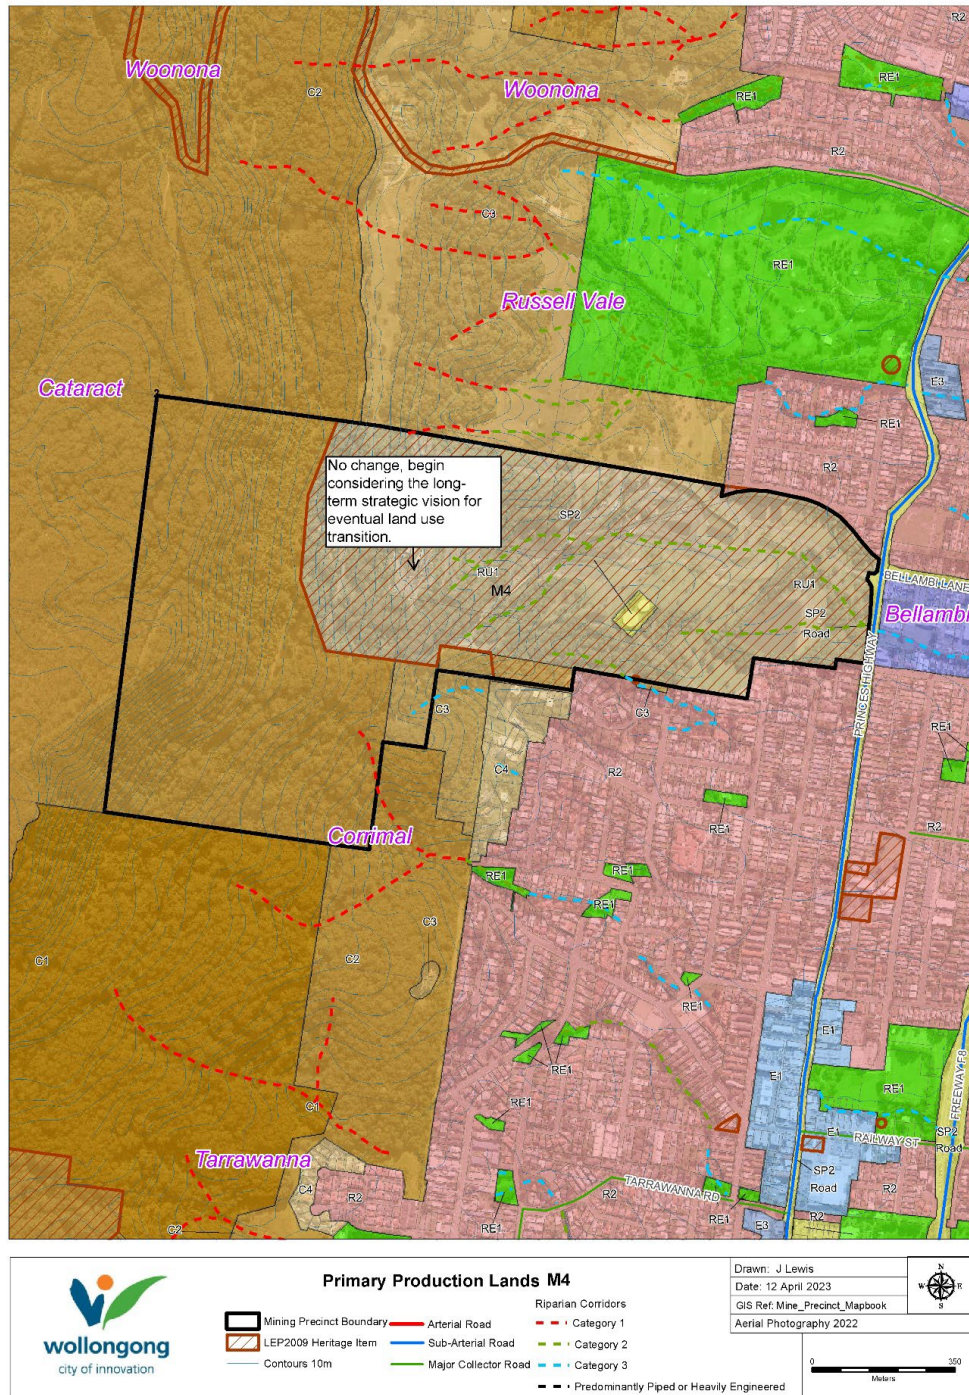 R2
Woonona
C2
Woonona
RE1
RE1
R2
C3
RE1
Russell Vale
Cataract
E3
RE1
R2
No change, begin
considering the long-
term strategic vision for
eventual land use
transition.
SP2
RU1
M4
RU1
SP2
Road
BELLAMBI LANE
Bellambi
PRINCES HIGHWAY
C3
C3
RE1
C4
R2
RE1
R2
Corrimal
RE1
RE1
C3
C2
C1
RE1
E1
E1
RE1
RE1
FREEWAY F8
C1
RE1
E1
RAILWAY ST
SP2
Road
Tarrawanna
SP2
Road
C4
R2
R2
TARRAWANNA RD
R2
RE1
RE1
C2
E3
R2
wollongong
city of innovation
Primary Production Lands M4
Mining Precinct Boundary
LEP2009 Heritage Item
Contours 10m
Arterial Road
Sub-Arterial Road
Major Collector Road
Riparian Corridors
Category 1
Category 2
Category 3
Predominantly Piped or Heavily Engineered
Drawn: J Lewis
Date: 12 April 2023
GIS Ref: Mine_Precinct_Mapbook
Aerial Photography 2022
N
W E
S
0 350
Meters